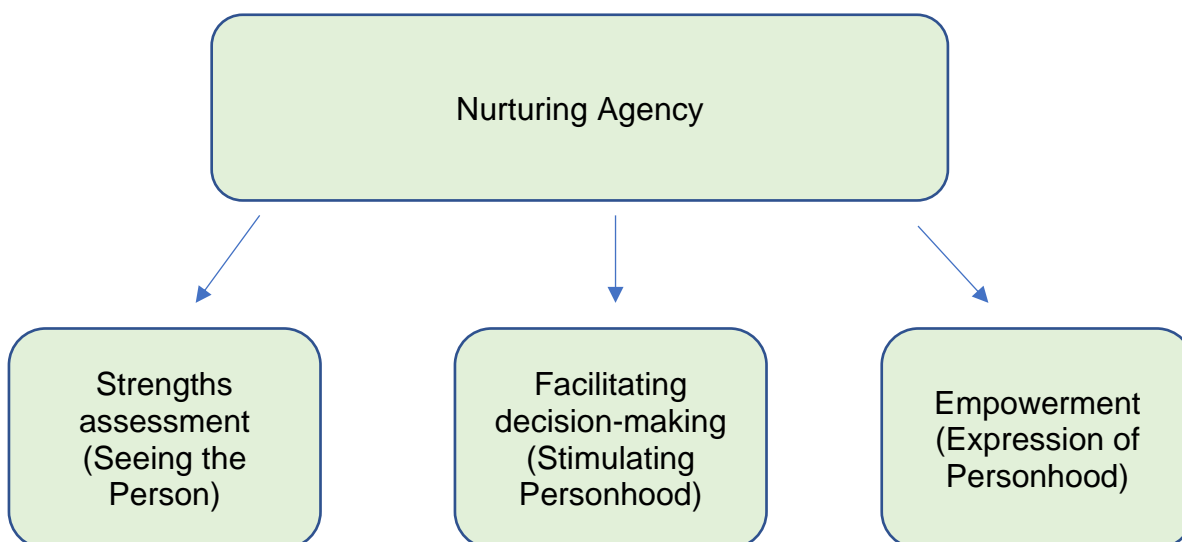 Nurturing Agency
Strengths
assessment
(Seeing the
Person)
Facilitating
decision-making
(Stimulating
Personhood)
Empowerment
(Expression of
Personhood)